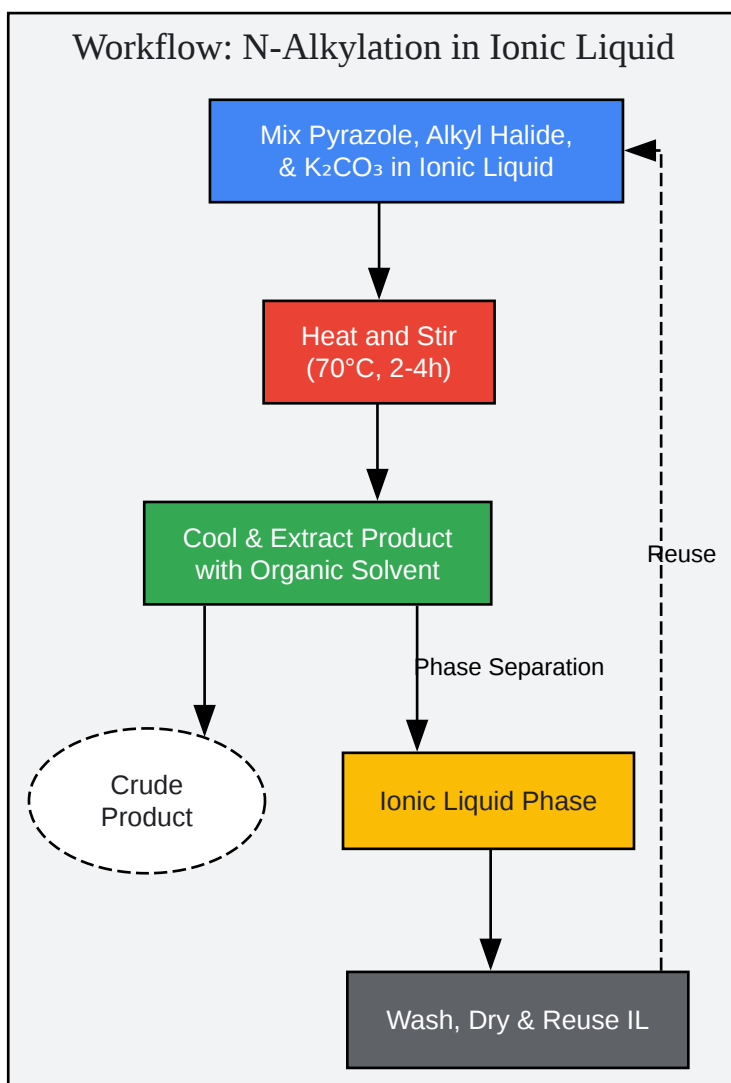 Workflow: N-Alkylation in Ionic Liquid
Mix Pyrazole, Alkyl Halide,
& K₂CO₃ in Ionic Liquid
Heat and Stir
(70°C, 2-4h)
Cool & Extract Product
with Organic Solvent
Reuse
Phase Separation
Crude
Product
Ionic Liquid Phase
Wash, Dry & Reuse IL